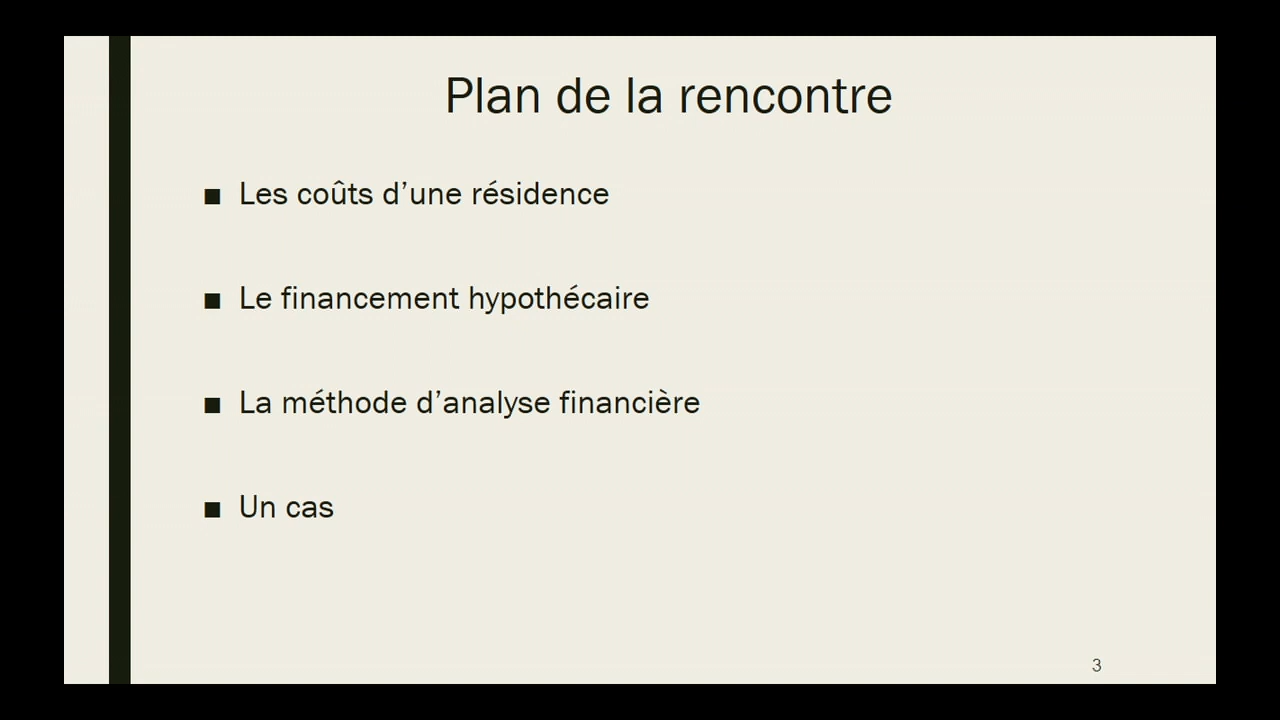 Plan de la rencontre
■ Les coûts d’une résidence
■ Le financement hypothécaire
■ La méthode d’analyse financière
■ Un cas
3